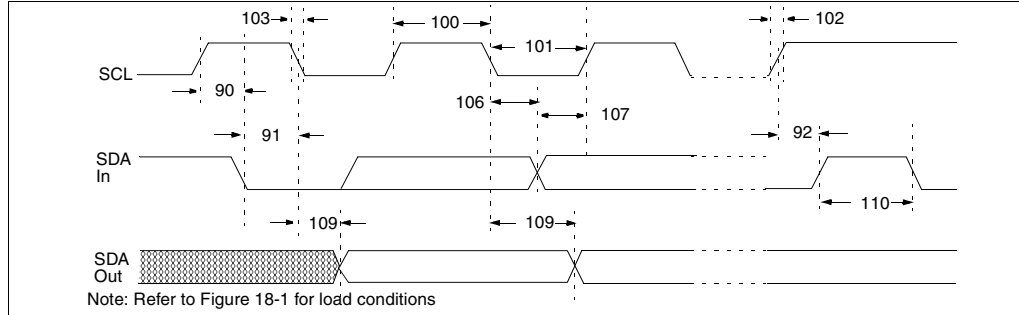 103
100
102
101
SCL
90
106
107
91
92
SDA
In
110
109
109
SDA
Out
Note: Refer to Figure 18-1 for load conditions